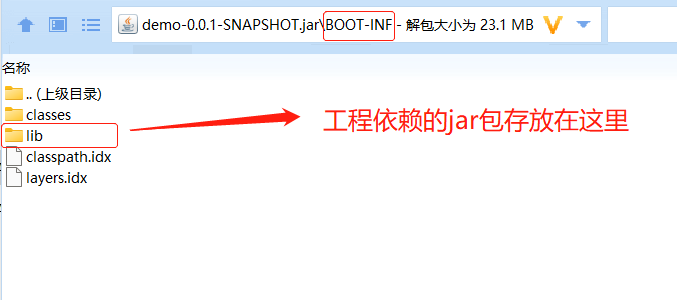 demo-0.0.1-SNAPSHOT.jar\BOOT-INF - 解包大小为 23.1 MB
名称
.. (上级目录)
classes
lib
工程依赖的jar包存放在这里
classpath.idx
layers.idx